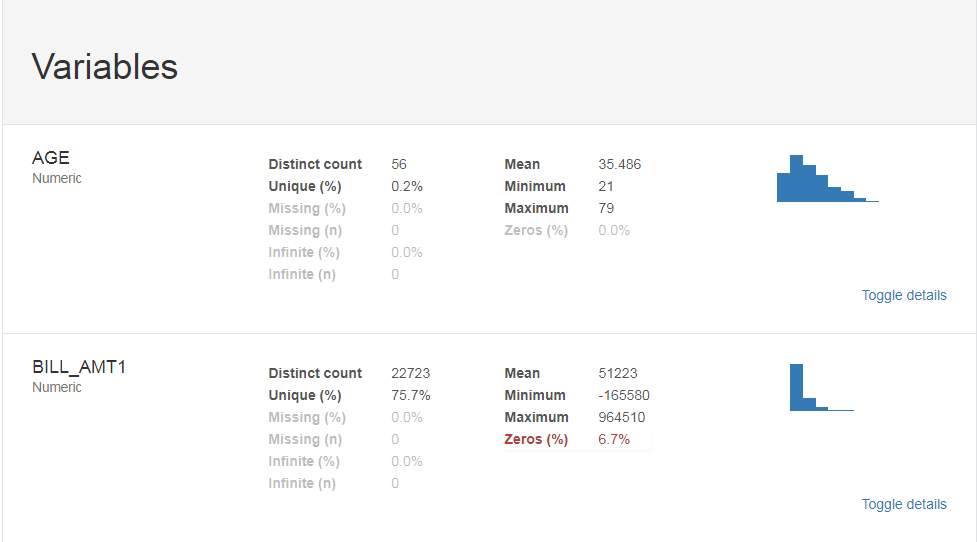 Variables
AGE
Numeric
Distinct count 56
Unique (%) 0.2%
Missing (%) 0.0%
Missing (n) 0
Infinite (%) 0.0%
Infinite (n) 0
Mean 35.486
Minimum 21
Maximum 79
Zeros (%) 0.0%
Toggle details
BILL_AMT1
Numeric
Distinct count 22723
Unique (%) 75.7%
Missing (%) 0.0%
Missing (n) 0
Infinite (%) 0.0%
Infinite (n) 0
Mean 51223
Minimum -165580
Maximum 964510
Zeros (%) 6.7%
Toggle details